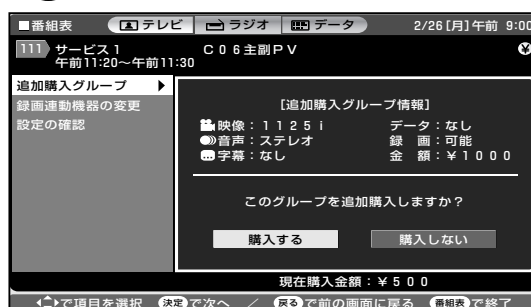 ■番組表 テレビ ラジオ データ 2/26[月]午前 9:00
111 サービス1 C06主副PV ¥
午前11:20～午前11:30
追加購入グループ
録画連動機器の変更
設定の確認
[追加購入グループ情報]
映像：1125i データ：なし
音声：ステレオ 録 画：可能
字幕：なし 金 額：¥1000
このグループを追加購入しますか？
購入する 購入しない
現在購入金額：¥500
で項目を選択 決定で次へ ／ 戻るで前の画面に戻る 番組表で終了